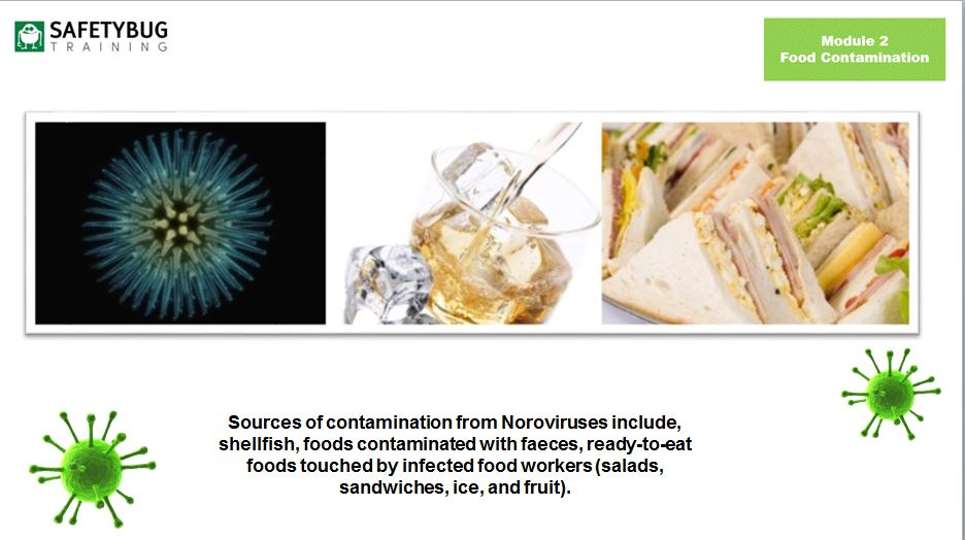 SAFETYBUG
TRAINING
Module 2
Food Contamination
Sources of contamination from Noroviruses include,
shellfish, foods contaminated with faeces, ready-to-eat
foods touched by infected food workers (salads,
sandwiches, ice, and fruit).